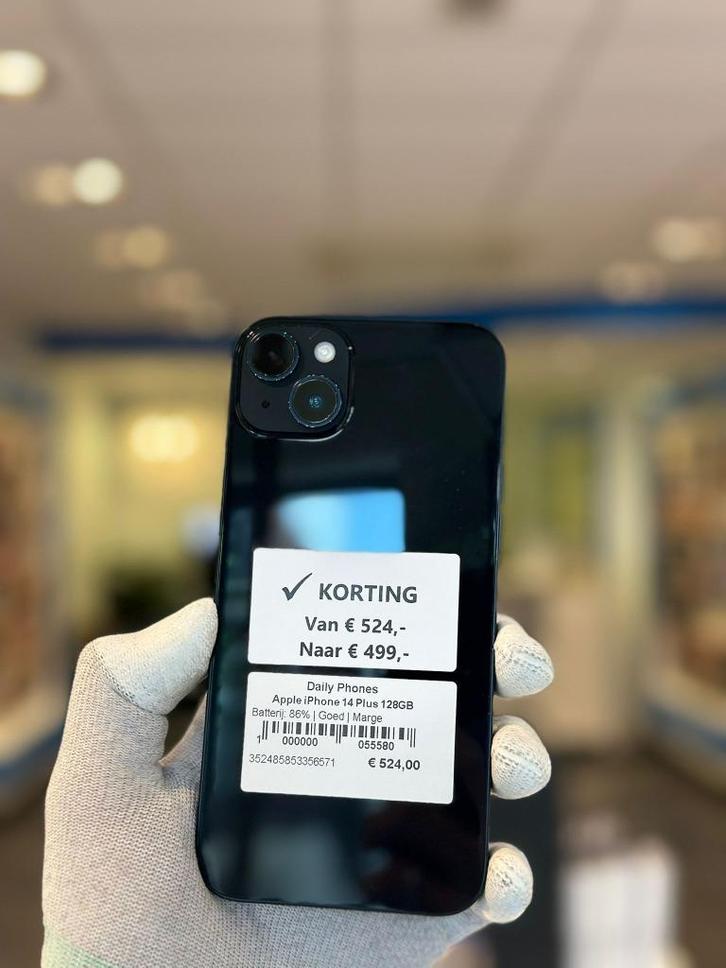 ✓ KORTING
Van € 524,-
Naar € 499,-
Daily Phones
Apple iPhone 14 Plus 128GB
Batterij: 86% | Goed | Marge
1 000000 055580
352485853356571 € 524,00